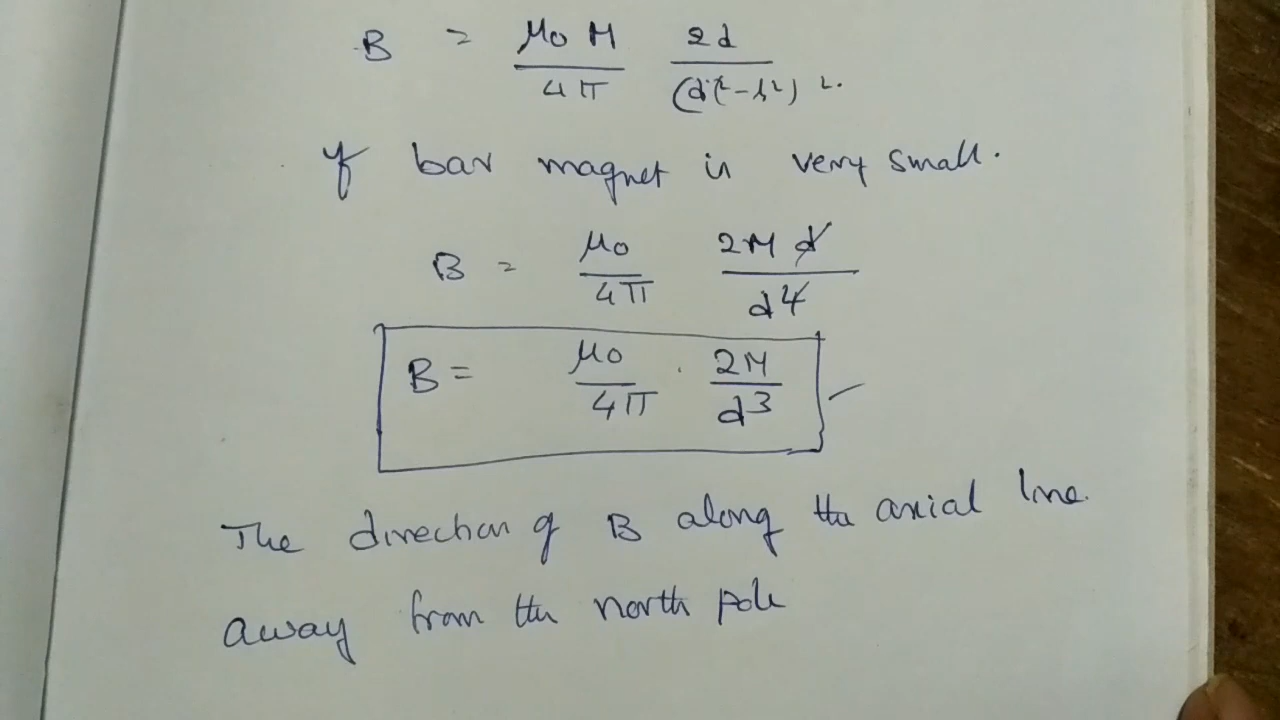 B = μ₀ M / 4π 2d / (d² - l²)².
If bar magnet is very small.
B = μ₀ / 4π 2M d / d⁴
B = μ₀ / 4π . 2M / d³
The direction of B along the axial line.
away from the north pole